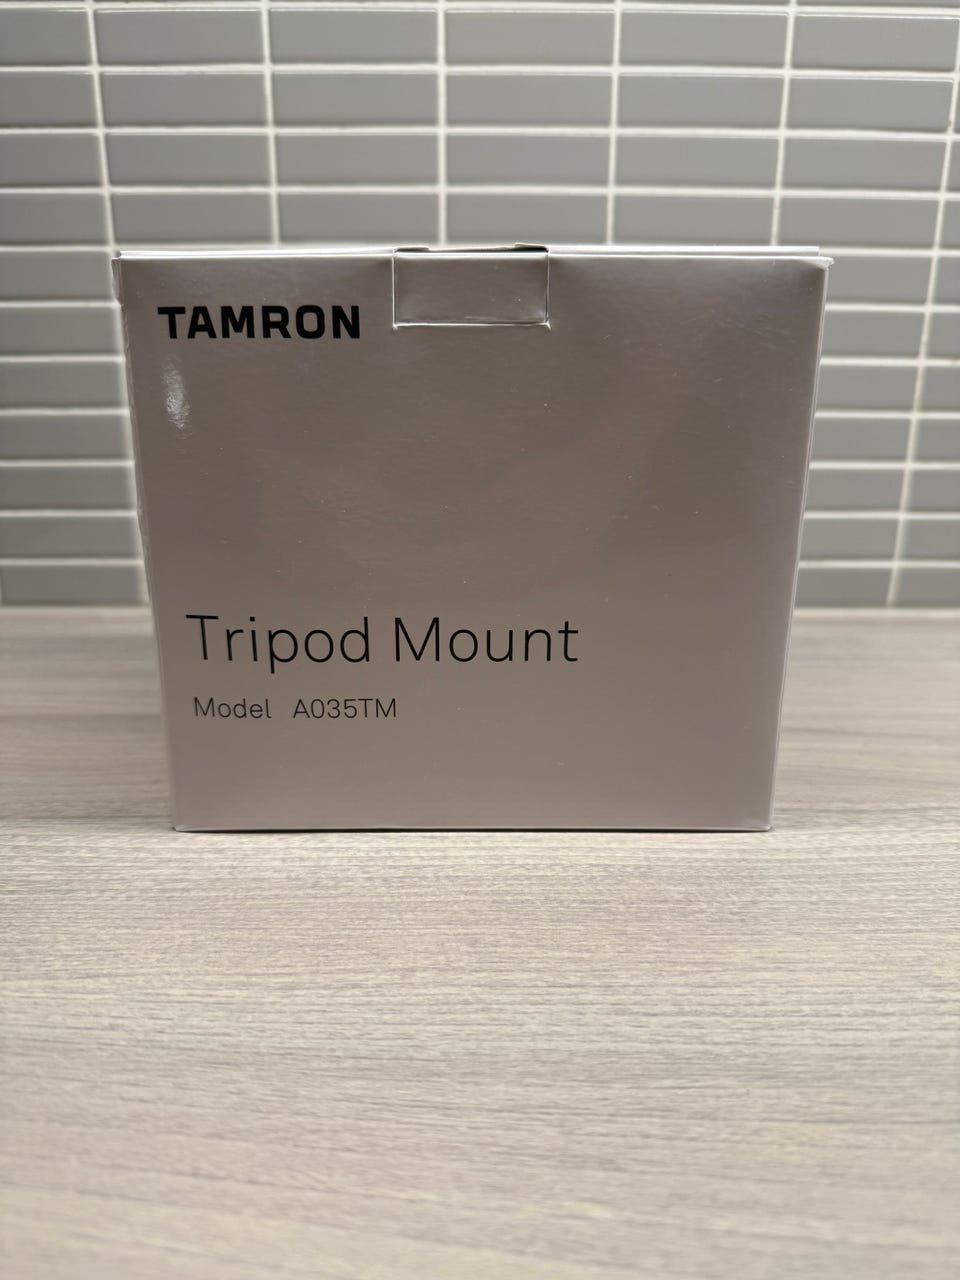 TAMRON
Tripod Mount
Model A035TM